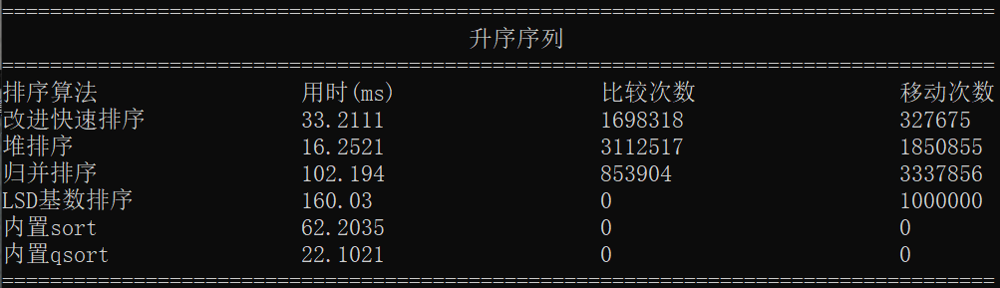 ====================================================================================
升序序列
====================================================================================
排序算法 用时(ms) 比较次数 移动次数
改进快速排序 33.2111 1698318 327675
堆排序 16.2521 3112517 1850855
归并排序 102.194 853904 3337856
LSD基数排序 160.03 0 1000000
内置sort 62.2035 0 0
内置qsort 22.1021 0 0
====================================================================================